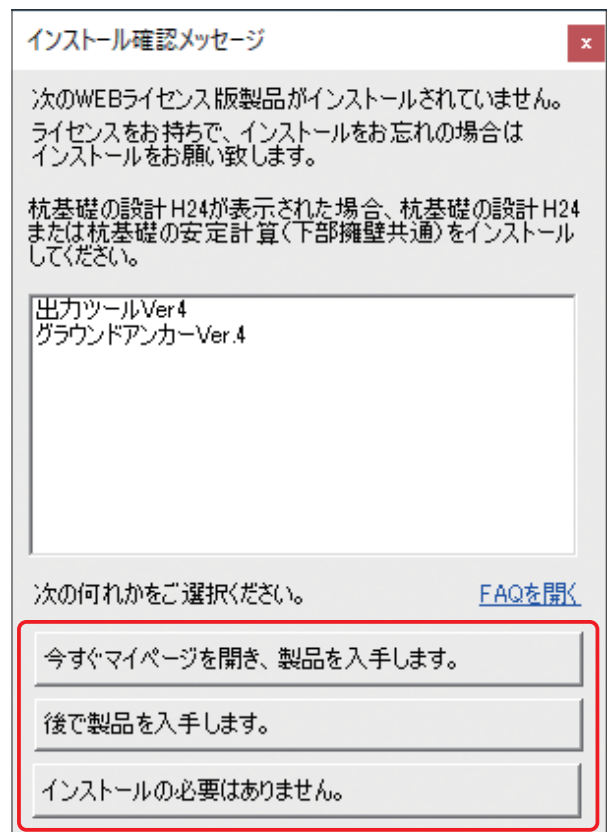 インストール確認メッセージ
x
次のWEBライセンス版製品がインストールされていません。
ライセンスをお持ちで、インストールをお忘れの場合は
インストールをお願い致します。
杭基礎の設計H24が表示された場合、杭基礎の設計H24
または杭基礎の安定計算(下部擁壁共通)をインストール
してください。
出力ツールVer4
グラウンドアンカーVer.4
次の何れかをご選択ください。
FAQを開く
今すぐマイページを開き、製品を入手します。
後で製品を入手します。
インストールの必要はありません。